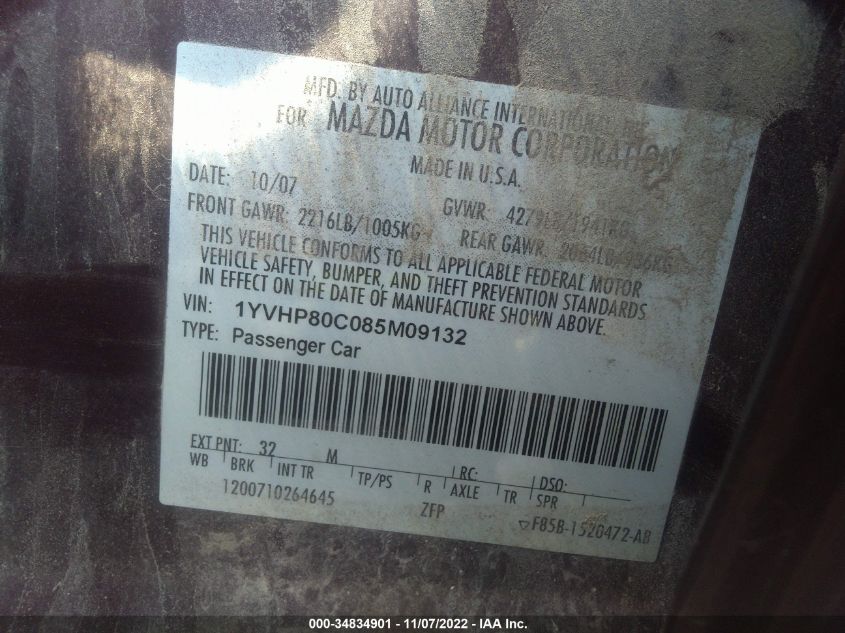 MFD. BY AUTO ALLIANCE INTERNATIONAL
FOR MAZDA MOTOR CORPORATION
MADE IN U.S.A.
DATE: 10/07
GVWR: 4279LB/1941KG
FRONT GAWR: 2216LB/1005KG
REAR GAWR: 2064LB/936KG
THIS VEHICLE CONFORMS TO ALL APPLICABLE FEDERAL MOTOR
VEHICLE SAFETY, BUMPER, AND THEFT PREVENTION STANDARDS
IN EFFECT ON THE DATE OF MANUFACTURE SHOWN ABOVE.
VIN: 1YVHP80C085M09132
TYPE: Passenger Car
EXT PNT: 32 M RC: DSO:
WB BRK INT TR TP/PS R AXLE TR SPR
1200710264645 ZFP
F85B-1520472-AB
000-34834901 - 11/07/2022 - IAA Inc.